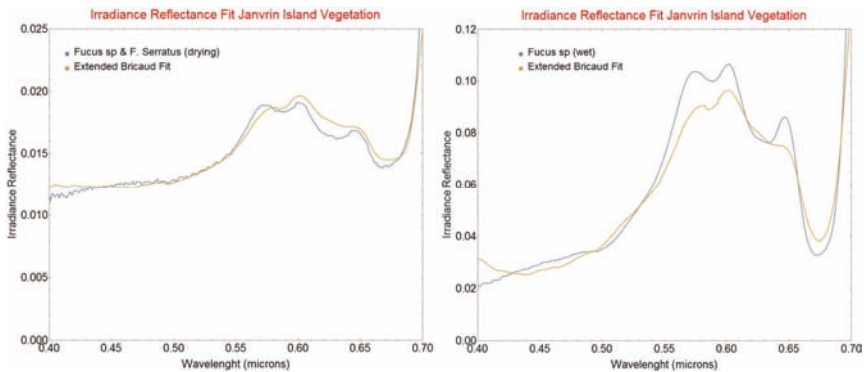 Irradiance Reflectance Fit Janvrin Island Vegetation
0.025
0.020
0.015
0.010
0.005
0.000
Irradiance Reflectance
Fucus sp & F. Serratus (drying)
Extended Bricaud Fit
0.40
0.45
0.50
0.55
0.60
0.65
0.70
Wavelenght (microns)
Irradiance Reflectance Fit Janvrin Island Vegetation
0.12
0.10
0.08
0.06
0.04
0.02
0.00
Irradiance Reflectance
Fucus sp (wet)
Extended Bricaud Fit
0.40
0.45
0.50
0.55
0.60
0.65
0.70
Wavelenght (microns)